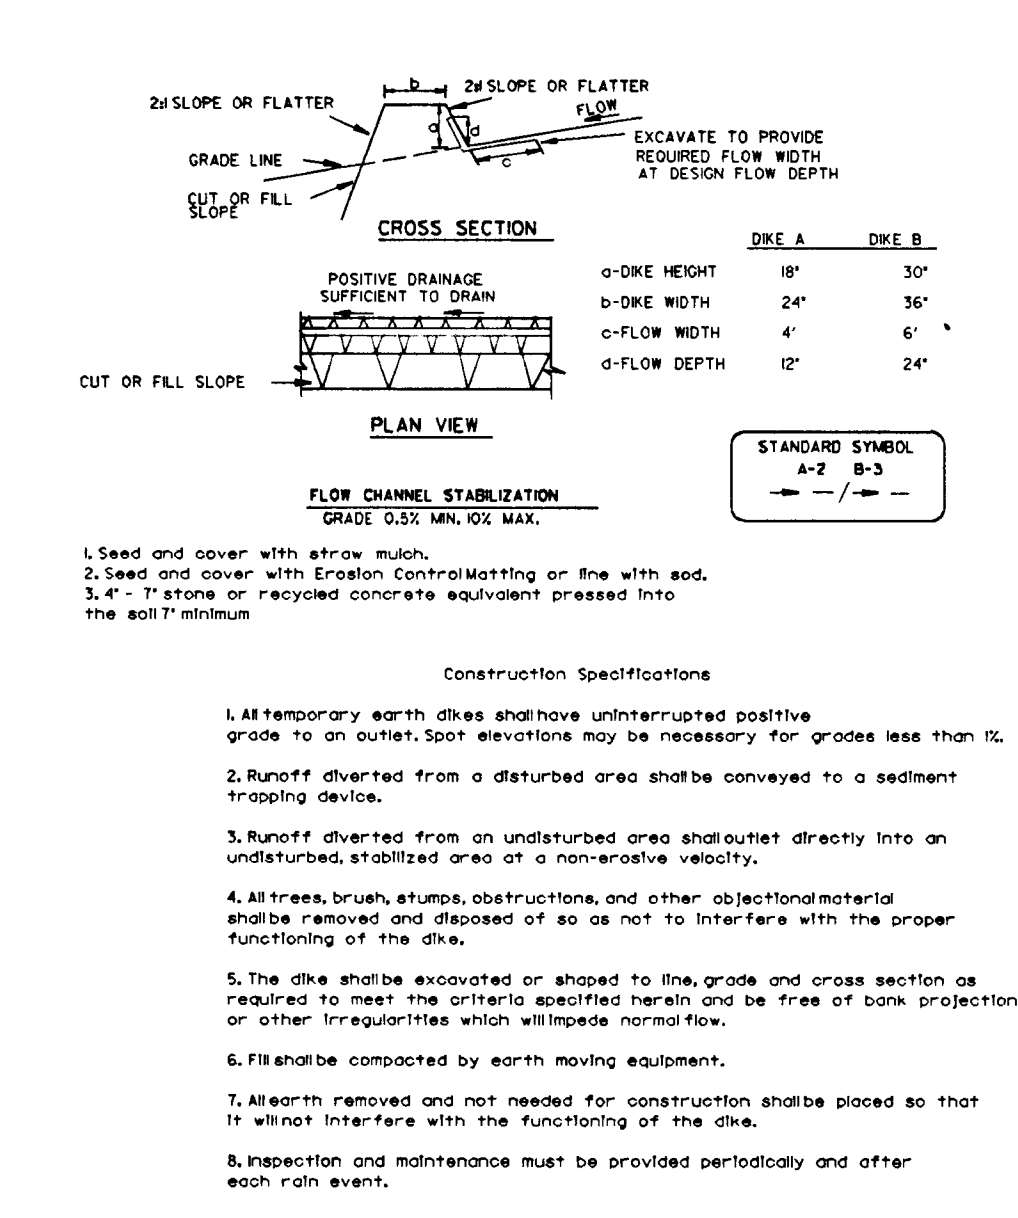 b
2:1 SLOPE OR FLATTER
2:1 SLOPE OR FLATTER
FLOW
a
d
EXCAVATE TO PROVIDE
REQUIRED FLOW WIDTH
AT DESIGN FLOW DEPTH
GRADE LINE
c
CUT OR FILL
SLOPE
CROSS SECTION
DIKE A DIKE B
a-DIKE HEIGHT 18" 30"
b-DIKE WIDTH 24" 36"
c-FLOW WIDTH 4' 6'
d-FLOW DEPTH 12" 24"
POSITIVE DRAINAGE
SUFFICIENT TO DRAIN
CUT OR FILL SLOPE
PLAN VIEW
STANDARD SYMBOL
A-2 B-3
FLOW CHANNEL STABILIZATION
GRADE 0.5% MIN. 10% MAX.
1. Seed and cover with straw mulch.
2. Seed and cover with Erosion Control Matting or line with sod.
3. 4" - 7" stone or recycled concrete equivalent pressed into
the soil 7" minimum
Construction Specifications
1. All temporary earth dikes shall have uninterrupted positive
grade to an outlet. Spot elevations may be necessary for grades less than 1%.
2. Runoff diverted from a disturbed area shall be conveyed to a sediment
trapping device.
3. Runoff diverted from an undisturbed area shall outlet directly into an
undisturbed, stabilized area at a non-erosive velocity.
4. All trees, brush, stumps, obstructions, and other objectional material
shall be removed and disposed of so as not to interfere with the proper
functioning of the dike.
5. The dike shall be excavated or shaped to line, grade and cross section as
required to meet the criteria specified herein and be free of bank projection
or other irregularities which will impede normal flow.
6. Fill shall be compacted by earth moving equipment.
7. All earth removed and not needed for construction shall be placed so that
it will not interfere with the functioning of the dike.
8. Inspection and maintenance must be provided periodically and after
each rain event.